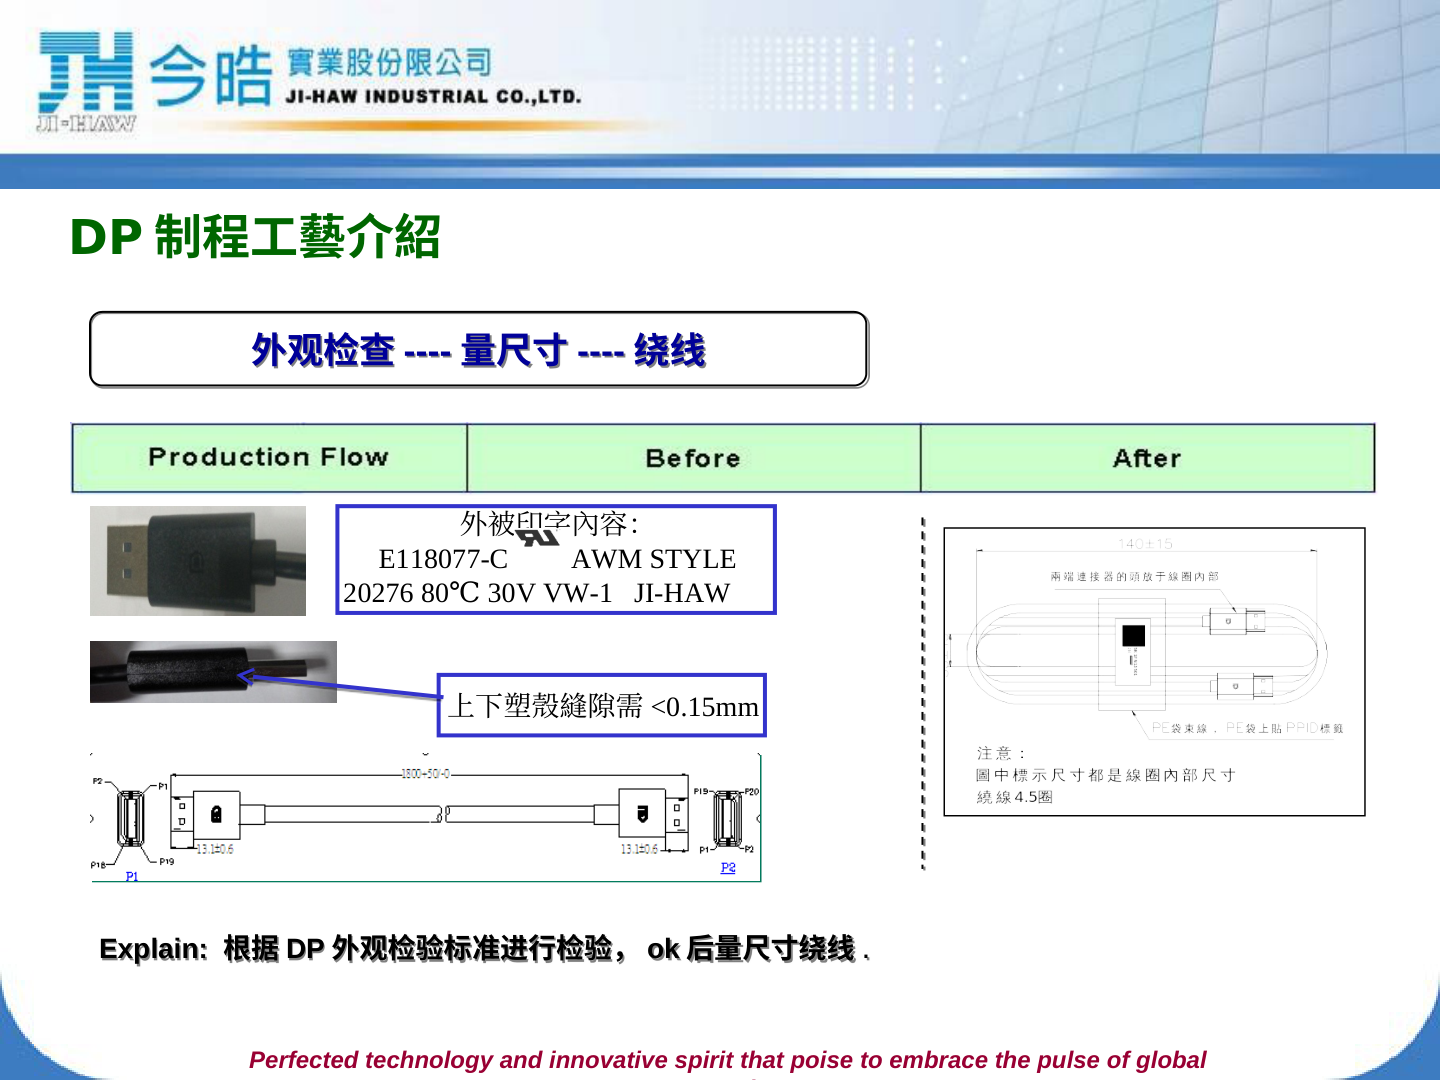 JH 今皓 實業股份限公司
JI-HAW INDUSTRIAL CO.,LTD.
JI-HAW
DP 制程工藝介紹
外观检查 ---- 量尺寸 ---- 绕线
Production Flow Before After
外被印字內容：
E118077-C AWM STYLE
20276 80℃ 30V VW-1 JI-HAW
上下塑殼縫隙需 <0.15mm
1800+50/-0
P2 P1 P19 P20
13.1±0.6 13.1±0.6
P18 P19 P1 P2
P1 P2
140±15
兩端連接器的頭放于線圈內部
PE袋束線，PE袋上貼PPID標籤
注意：
圖中標示尺寸都是線圈內部尺寸
繞線4.5圈
Explain: 根据 DP 外观检验标准进行检验， ok 后量尺寸绕线 .
Perfected technology and innovative spirit that poise to embrace the pulse of global